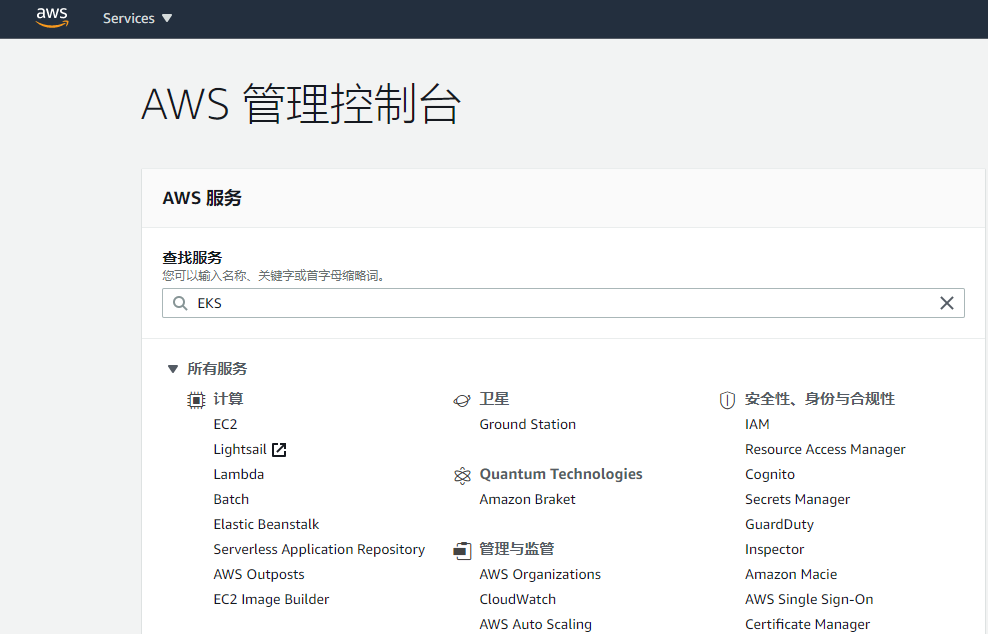 aws
Services
AWS 管理控制台
AWS 服务
查找服务
您可以输入名称、关键字或首字母缩略词。
EKS
所有服务
计算
EC2
Lightsail
Lambda
Batch
Elastic Beanstalk
Serverless Application Repository
AWS Outposts
EC2 Image Builder
卫星
Ground Station
Quantum Technologies
Amazon Braket
管理与监管
AWS Organizations
CloudWatch
AWS Auto Scaling
安全性、身份与合规性
IAM
Resource Access Manager
Cognito
Secrets Manager
GuardDuty
Inspector
Amazon Macie
AWS Single Sign-On
Certificate Manager